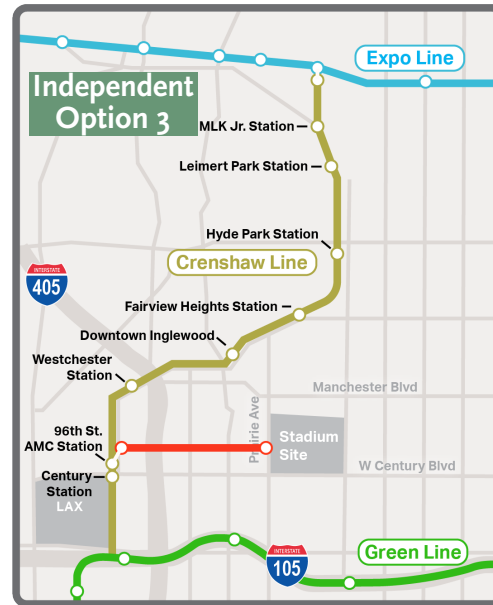 Expo Line
Independent
Option 3
MLK Jr. Station
Leimert Park Station
Hyde Park Station
Crenshaw Line
INTERSTATE
405
Fairview Heights Station
Downtown Inglewood
Westchester
Station
Manchester Blvd
Prairie Ave
96th St.
AMC Station
Stadium
Site
W Century Blvd
Century
Station
LAX
INTERSTATE
105
Green Line